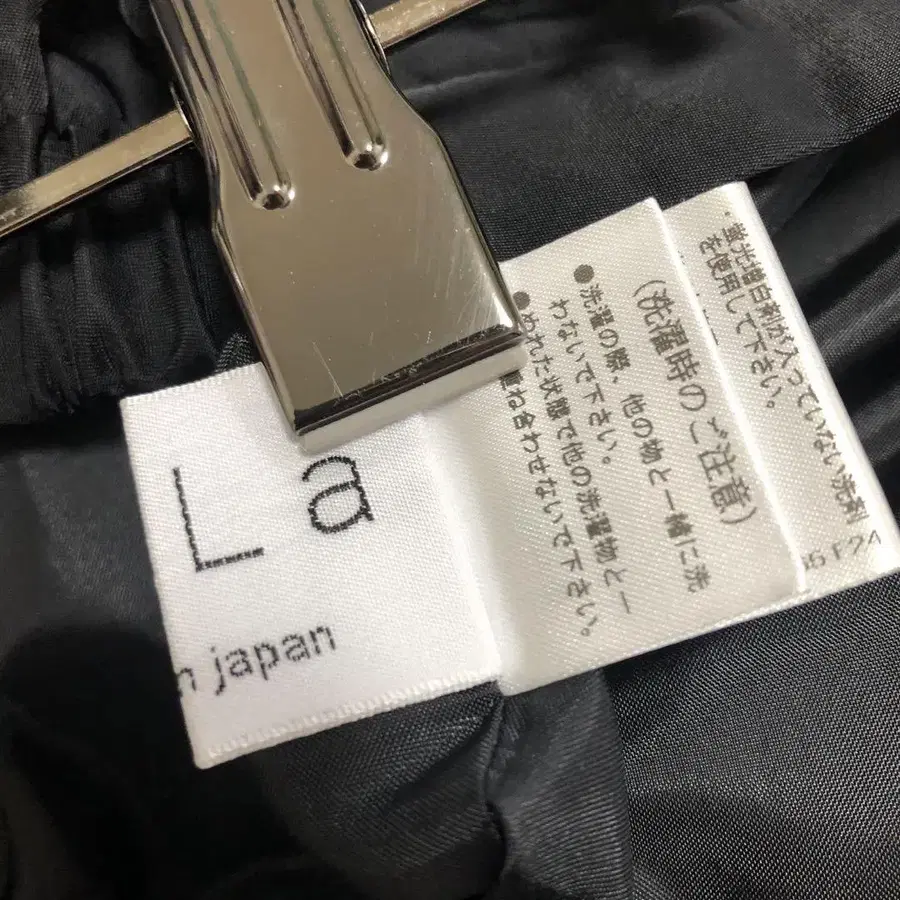 La
n japan
(洗濯時のご注意)
●洗濯の際、他の物と一緒に洗
わないで下さい。
●ぬれた状態で他の洗濯物と一
重ね合わせないで下さい。
・蛍光増白剤が入っていない洗剤
を使用して下さい。